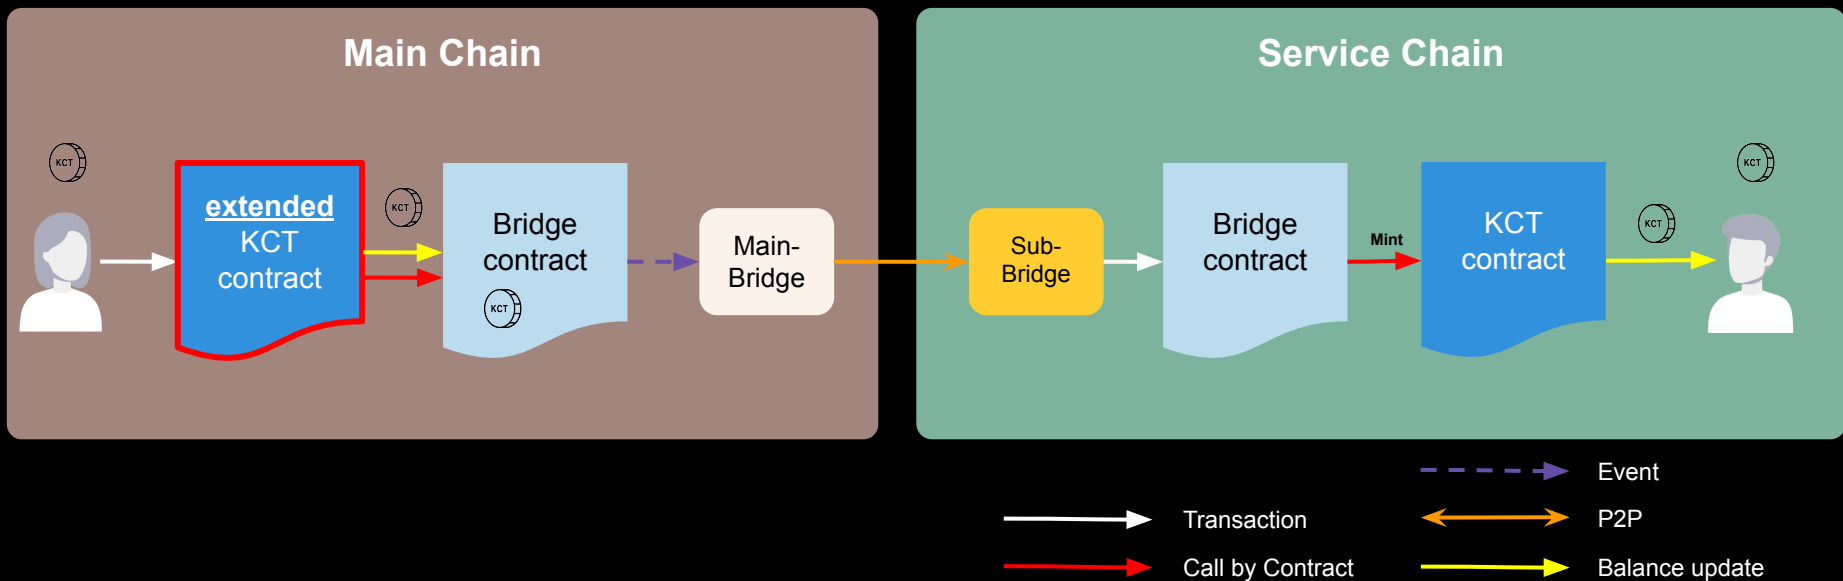 Main Chain
Service Chain
KCT
extended
KCT
contract
KCT
Bridge
contract
KCT
Main-
Bridge
Sub-
Bridge
Bridge
contract
Mint
KCT
contract
KCT
KCT
Event
Transaction
P2P
Call by Contract
Balance update